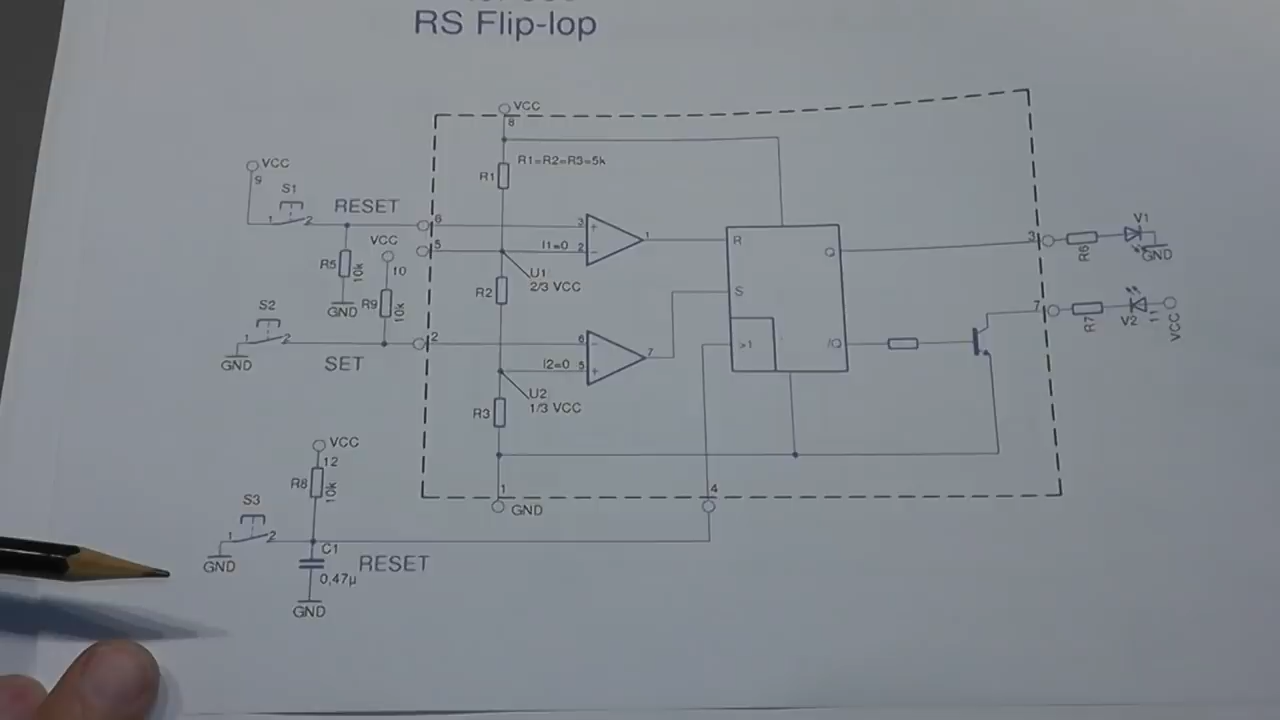 RS Flip-lop
VCC
8
R1=R2=R3=5k
R1
VCC
9
S1
1 2
RESET
6
3 +
1
5
I1=0 2 -
R
Q
3
R6
V1
GND
VCC
10
R5
10k
GND
R9
10k
U1
2/3 VCC
R2
S
7
R7
V2
11
VCC
S2
1 2
GND
SET
2
6 -
7
I2=0 5 +
>1
/Q
U2
1/3 VCC
R3
VCC
12
R8
10k
1
GND
4
S3
1 2
GND
C1
0,47µ
RESET
GND